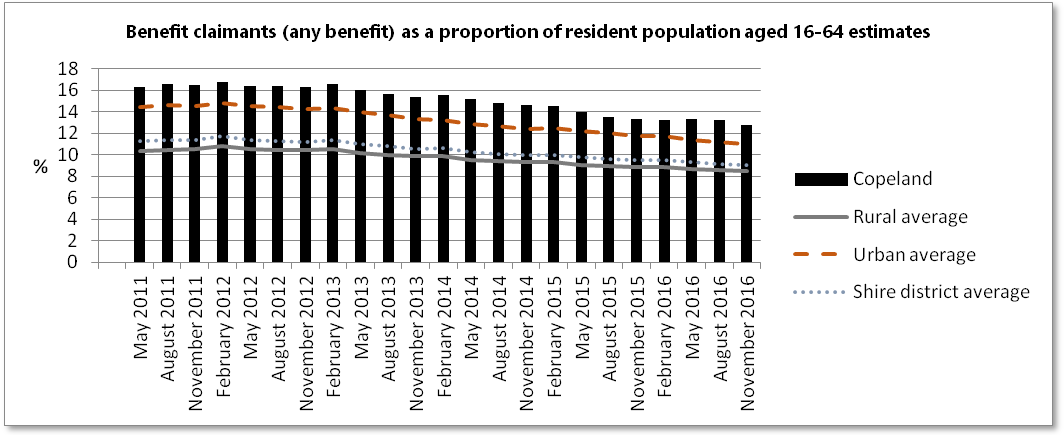 Benefit claimants (any benefit) as a proportion of resident population aged 16-64 estimates
18
16
14
12
10
8
6
4
2
0
%
May 2011
August 2011
November 2011
February 2012
May 2012
August 2012
November 2012
February 2013
May 2013
August 2013
November 2013
February 2014
May 2014
August 2014
November 2014
February 2015
May 2015
August 2015
November 2015
February 2016
May 2016
August 2016
November 2016
Copeland
Rural average
Urban average
Shire district average